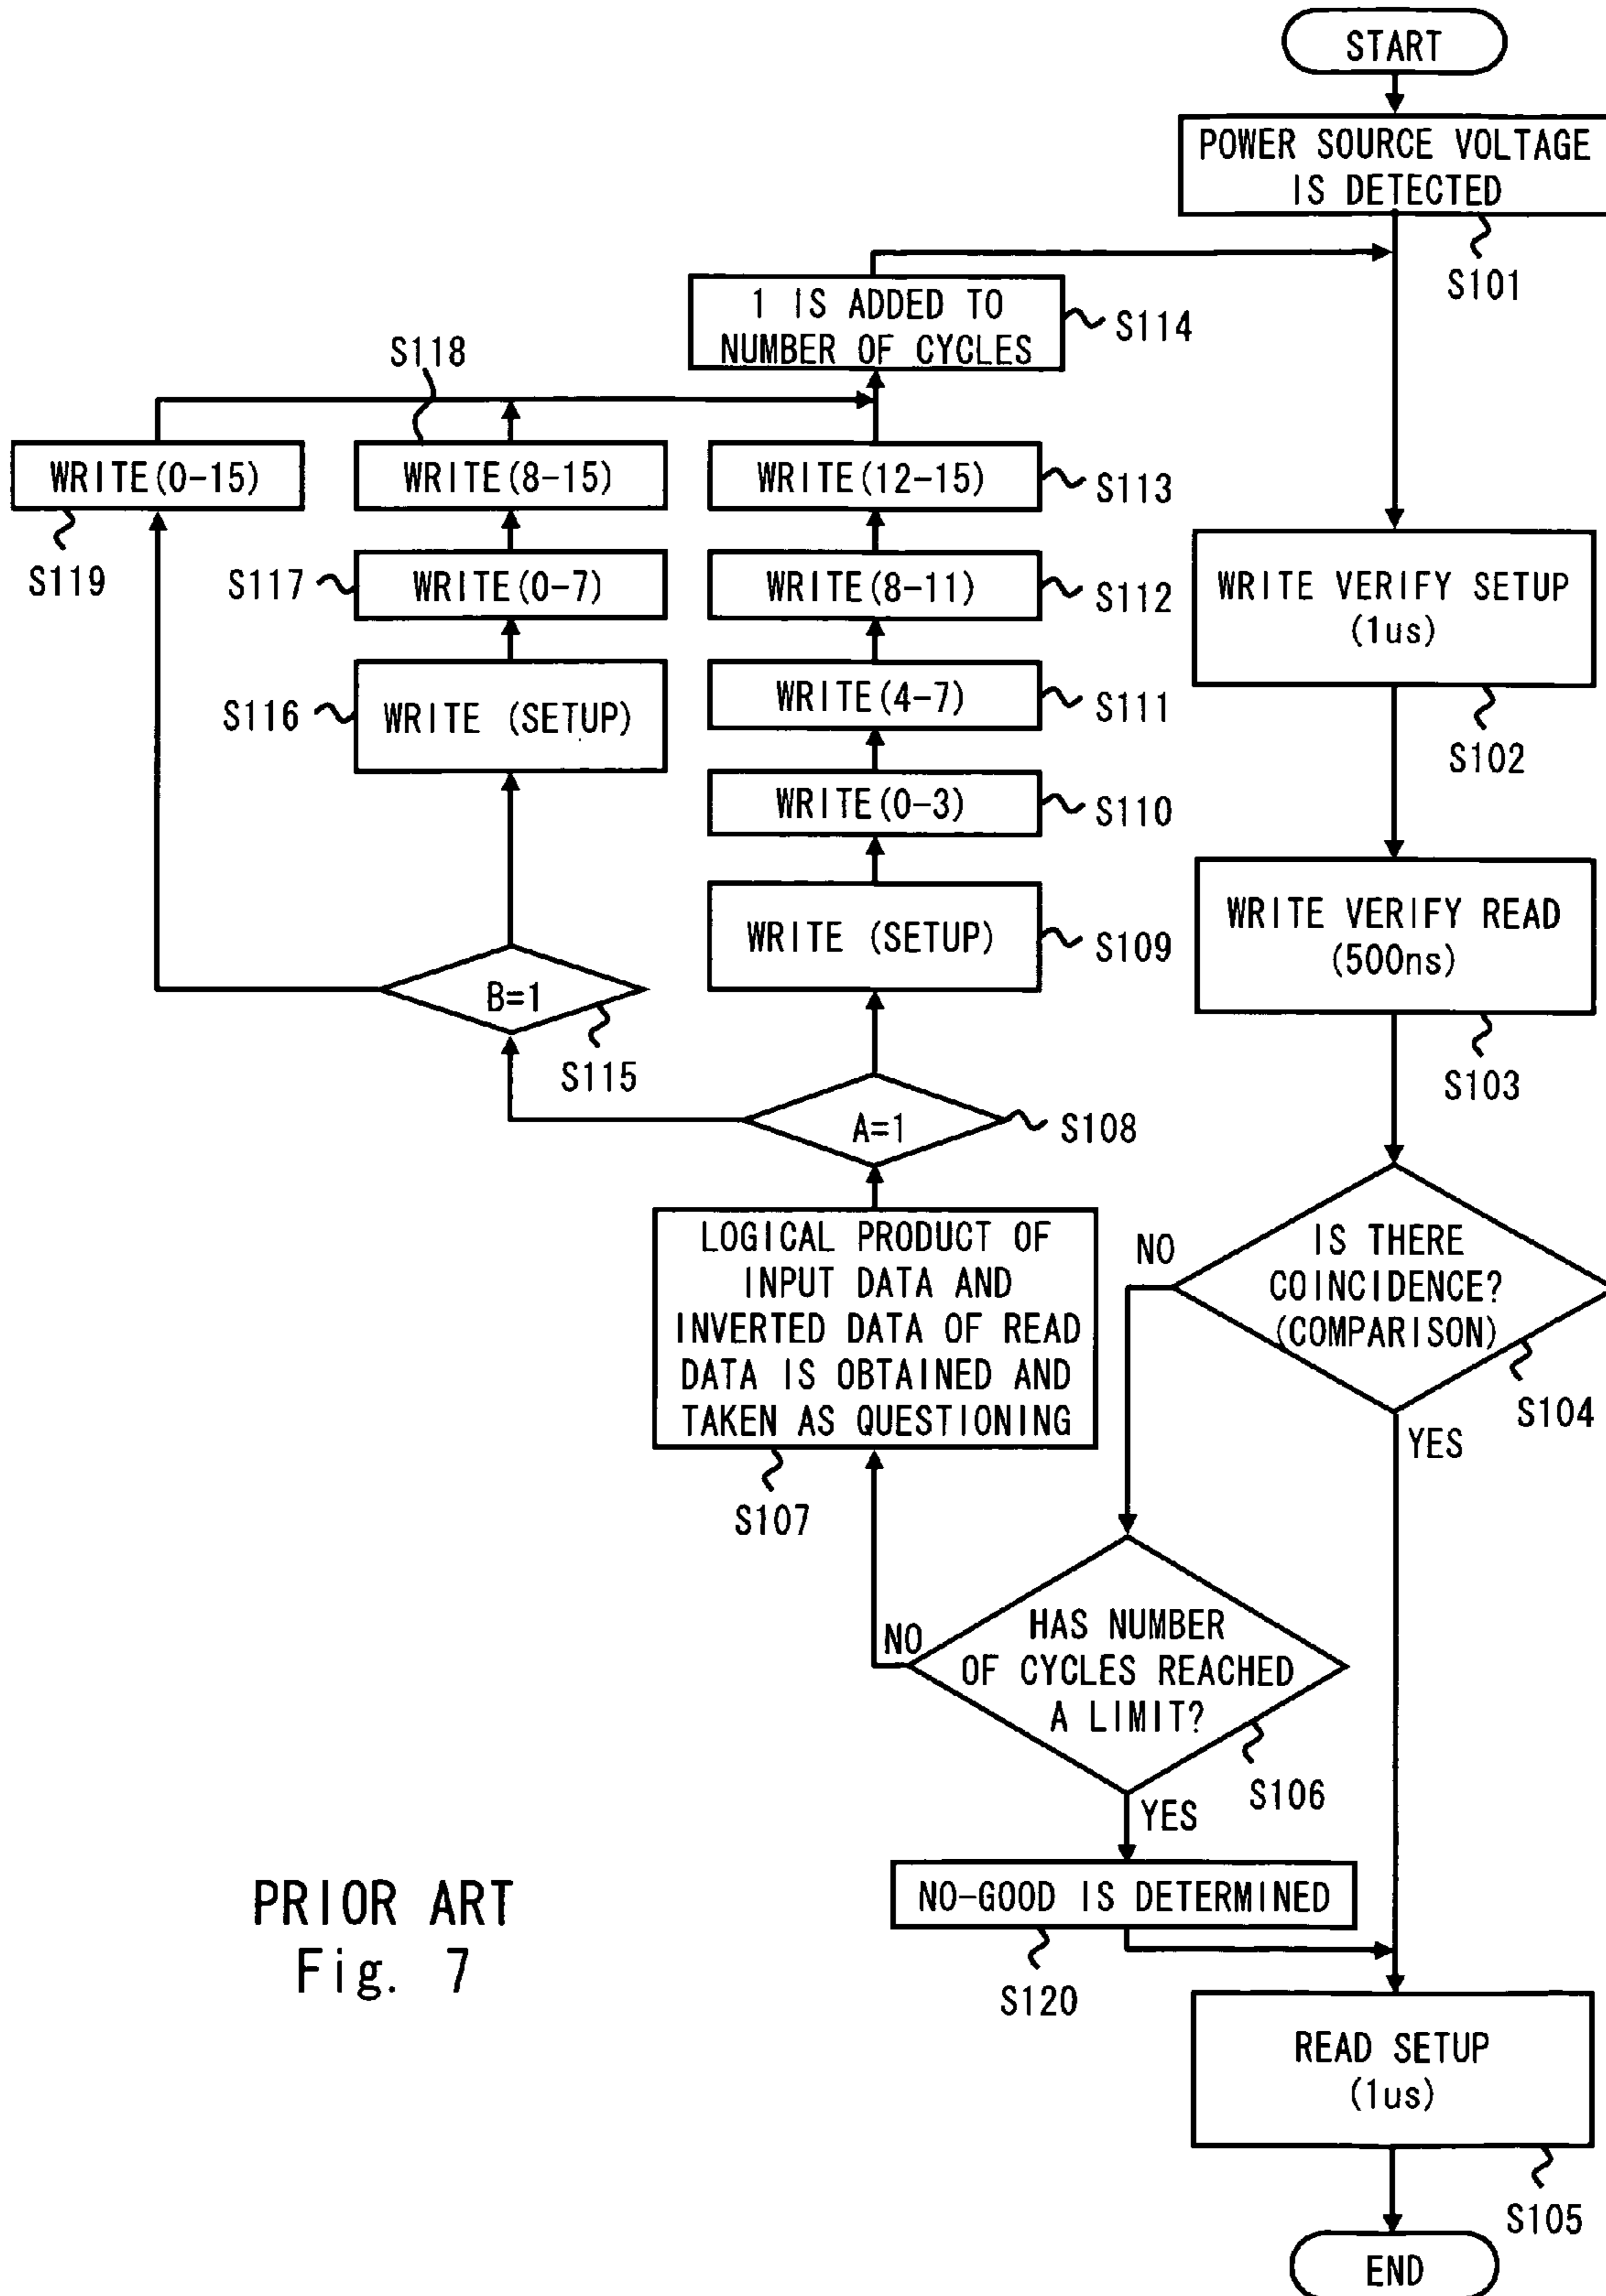 START
POWER SOURCE VOLTAGE
IS DETECTED
S101
1 IS ADDED TO
NUMBER OF CYCLES
S114
S118
WRITE(0-15)
WRITE(8-15)
WRITE(12-15)
S113
S119
S117
WRITE(0-7)
WRITE(8-11)
S112
WRITE VERIFY SETUP
(1us)
S102
S116
WRITE (SETUP)
WRITE(4-7)
S111
WRITE(0-3)
S110
WRITE (SETUP)
S109
WRITE VERIFY READ
(500ns)
S103
B=1
S115
A=1
S108
LOGICAL PRODUCT OF
INPUT DATA AND
INVERTED DATA OF READ
DATA IS OBTAINED AND
TAKEN AS QUESTIONING
S107
NO
IS THERE
COINCIDENCE?
(COMPARISON)
S104
YES
NO
HAS NUMBER
OF CYCLES REACHED
A LIMIT?
S106
YES
NO-GOOD IS DETERMINED
S120
PRIOR ART
Fig. 7
READ SETUP
(1us)
S105
END